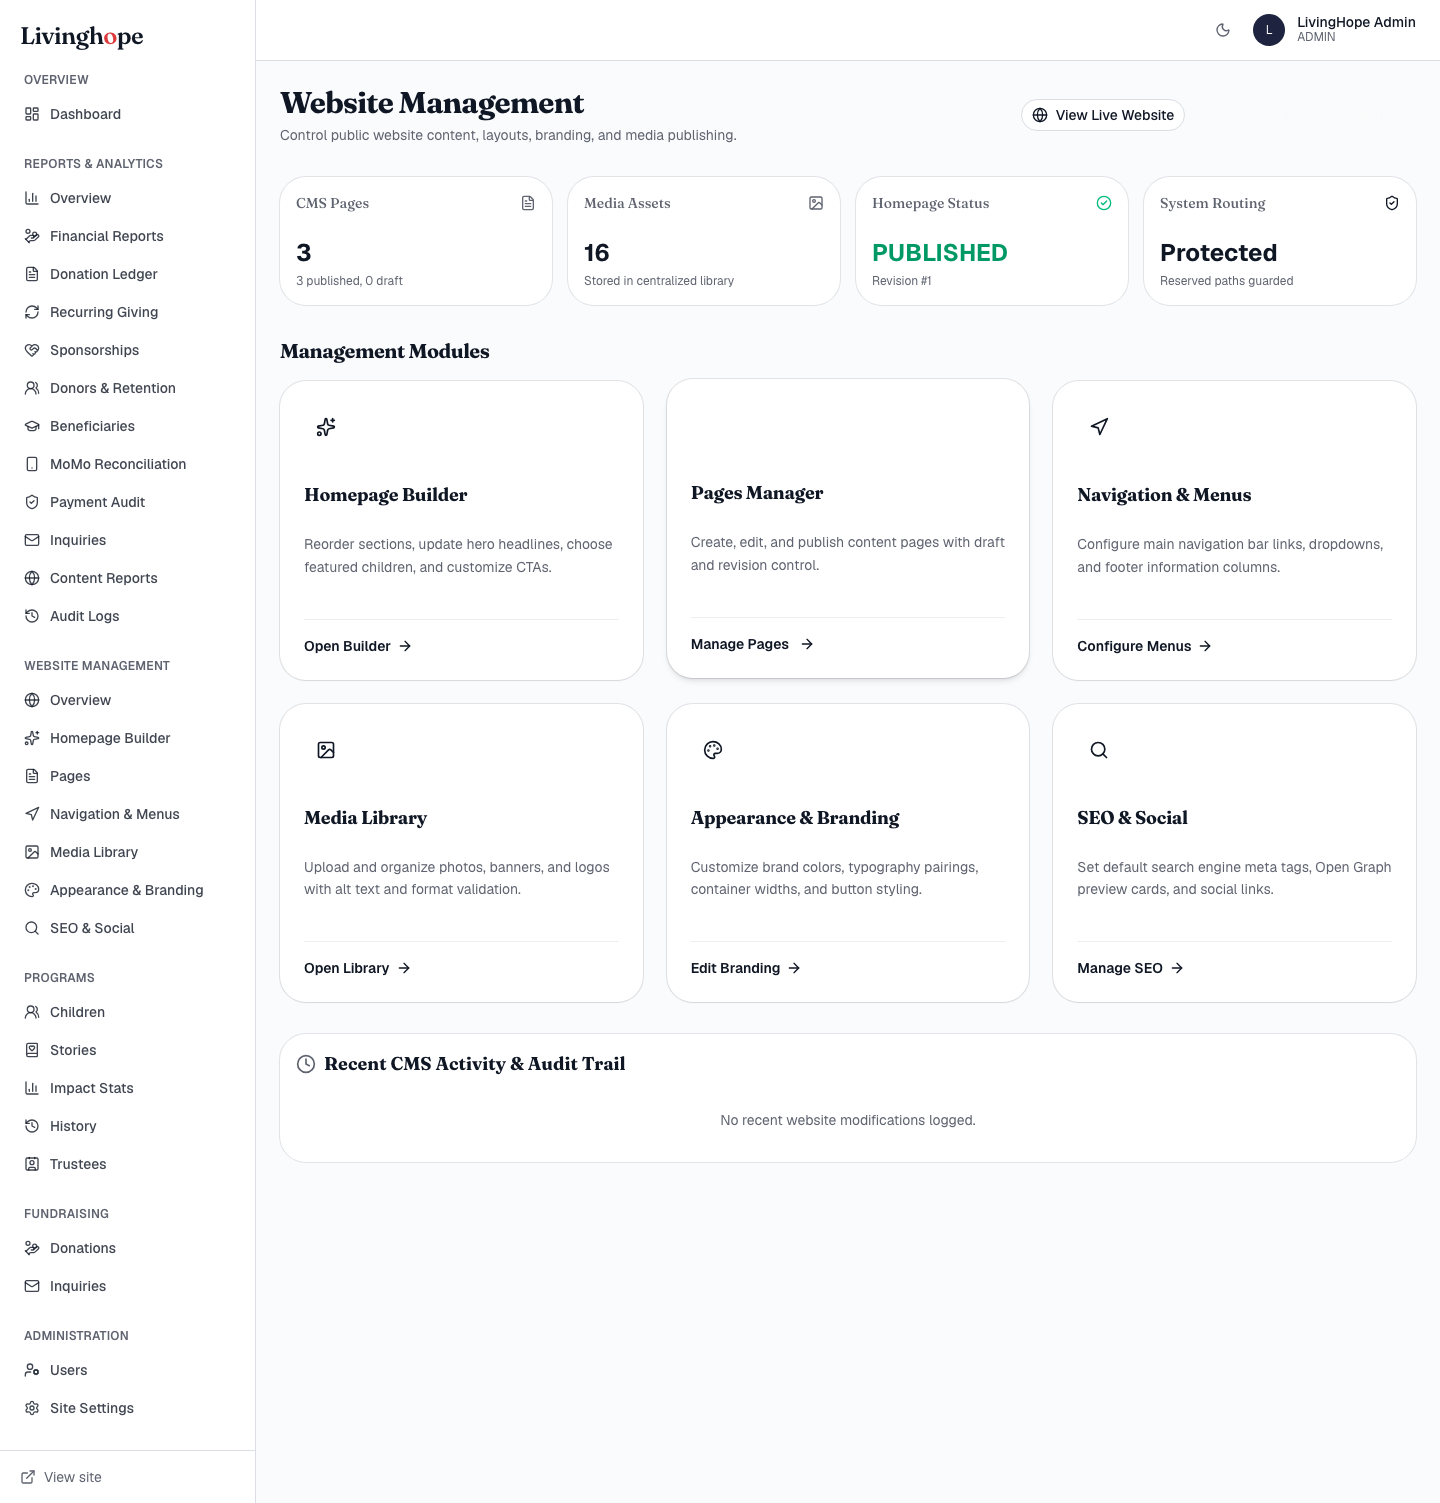 Livinghope
OVERVIEW
Dashboard
REPORTS & ANALYTICS
Overview
Financial Reports
Donation Ledger
Recurring Giving
Sponsorships
Donors & Retention
Beneficiaries
MoMo Reconciliation
Payment Audit
Inquiries
Content Reports
Audit Logs
WEBSITE MANAGEMENT
Overview
Homepage Builder
Pages
Navigation & Menus
Media Library
Appearance & Branding
SEO & Social
PROGRAMS
Children
Stories
Impact Stats
History
Trustees
FUNDRAISING
Donations
Inquiries
ADMINISTRATION
Users
Site Settings
View site
L
LivingHope Admin
ADMIN
Website Management
Control public website content, layouts, branding, and media publishing.
View Live Website
CMS Pages
3
3 published, 0 draft
Media Assets
16
Stored in centralized library
Homepage Status
PUBLISHED
Revision #1
System Routing
Protected
Reserved paths guarded
Management Modules
Homepage Builder
Reorder sections, update hero headlines, choose
featured children, and customize CTAs.
Open Builder
Pages Manager
Create, edit, and publish content pages with draft
and revision control.
Manage Pages
Navigation & Menus
Configure main navigation bar links, dropdowns,
and footer information columns.
Configure Menus
Media Library
Upload and organize photos, banners, and logos
with alt text and format validation.
Open Library
Appearance & Branding
Customize brand colors, typography pairings,
container widths, and button styling.
Edit Branding
SEO & Social
Set default search engine meta tags, Open Graph
preview cards, and social links.
Manage SEO
Recent CMS Activity & Audit Trail
No recent website modifications logged.